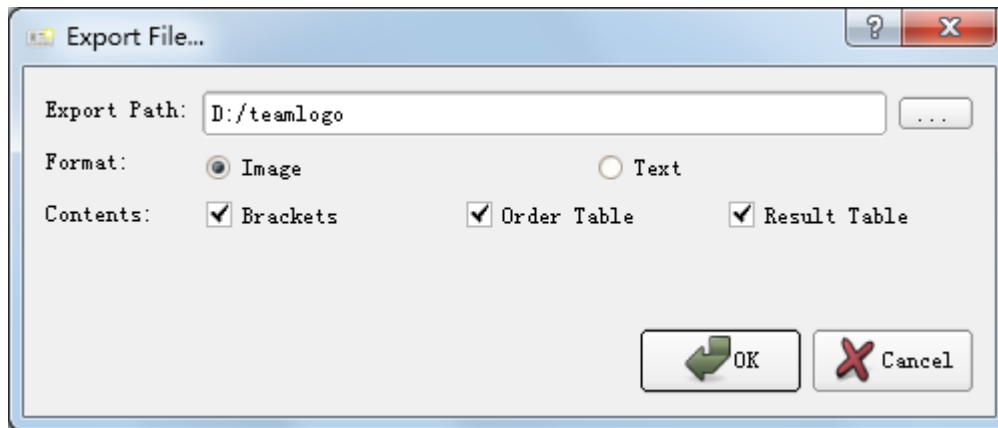 Export File...
Export Path: D:/teamlogo ...
Format: Image Text
Contents: Brackets Order Table Result Table
OK Cancel